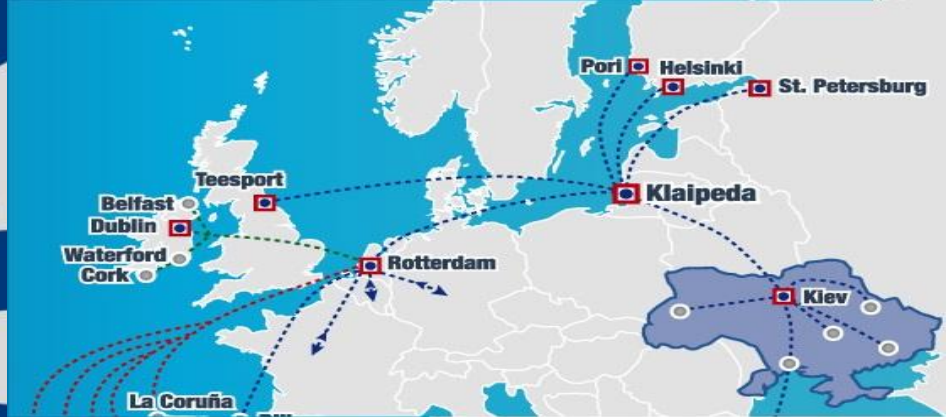 Pori
Helsinki
St. Petersburg
Teesport
Klaipeda
Belfast
Dublin
Waterford
Cork
Rotterdam
Kiev
La Coruña